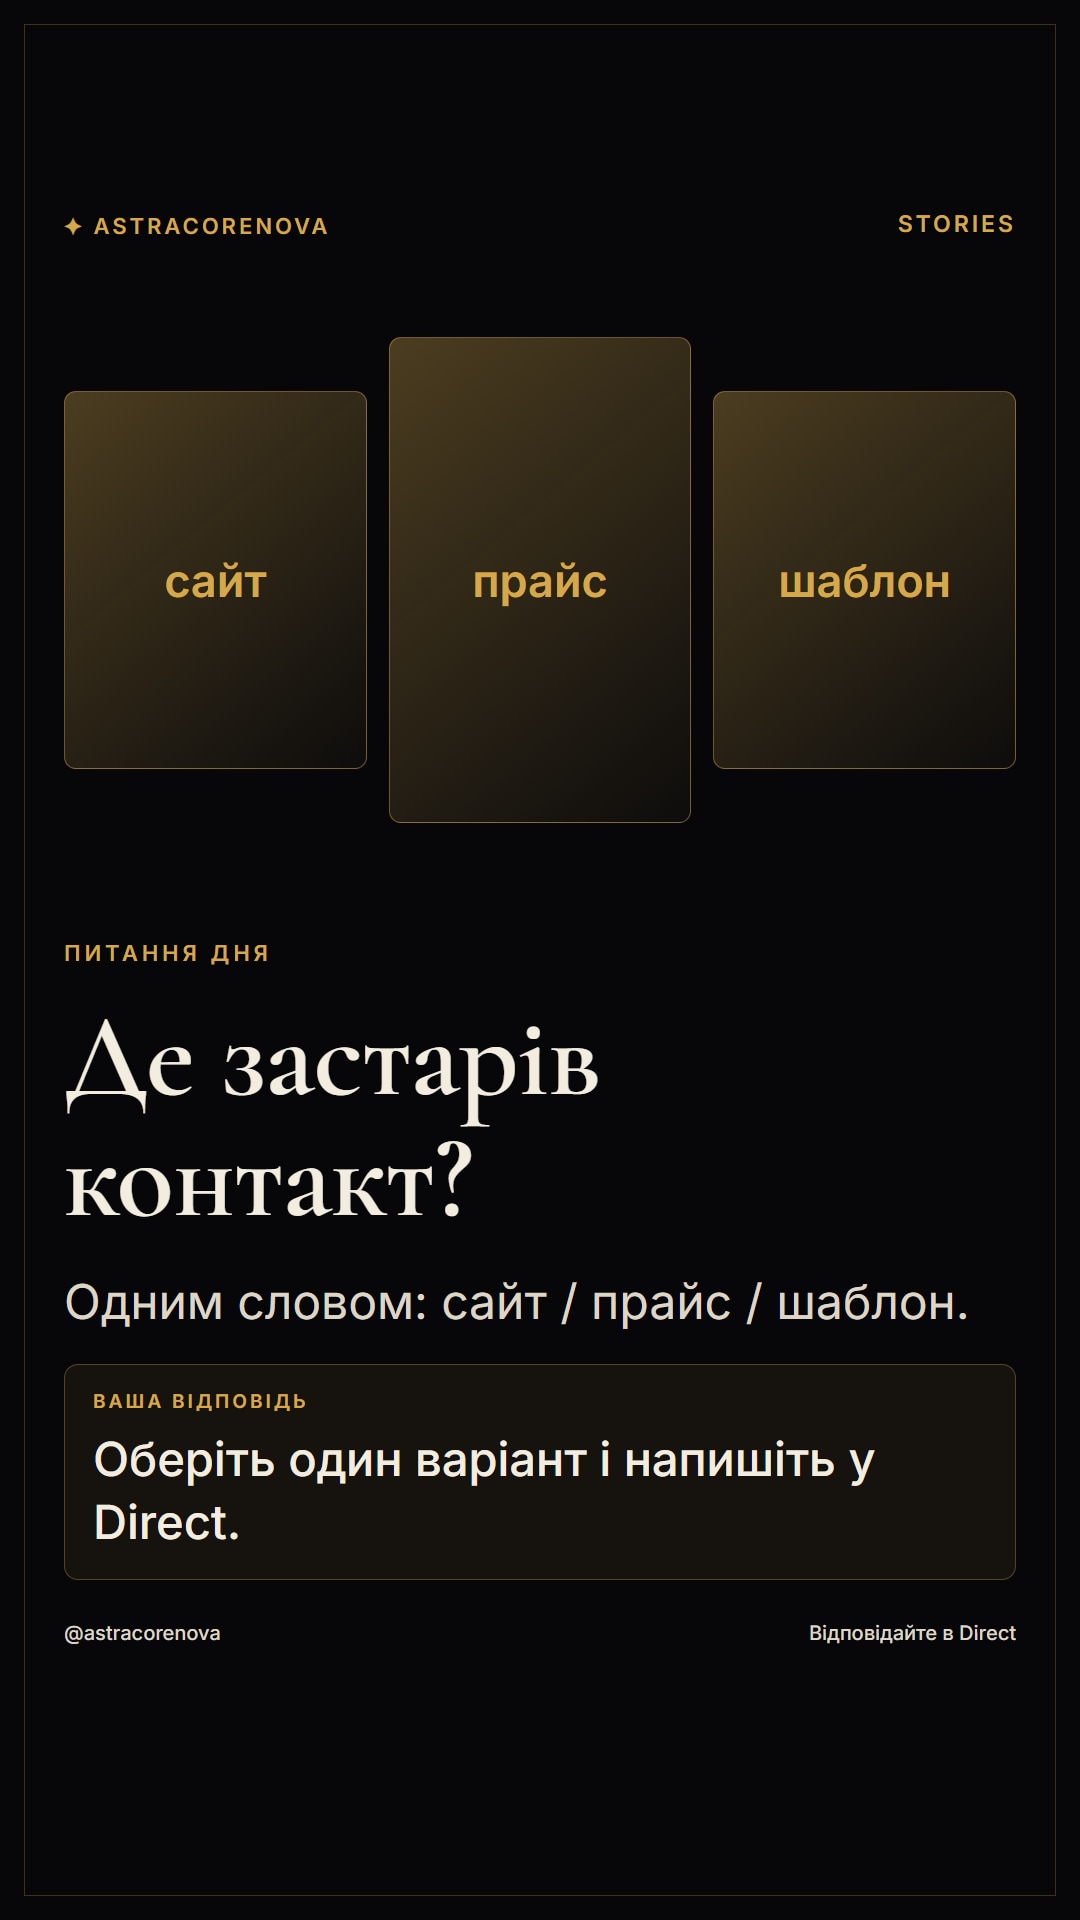 ✦ ASTRACORENOVA
STORIES
сайт
прайс
шаблон
ПИТАННЯ ДНЯ
Де застарів
контакт?
Одним словом: сайт / прайс / шаблон.
ВАША ВІДПОВІДЬ
Оберіть один варіант і напишіть у
Direct.
@astracorenova
Відповідайте в Direct